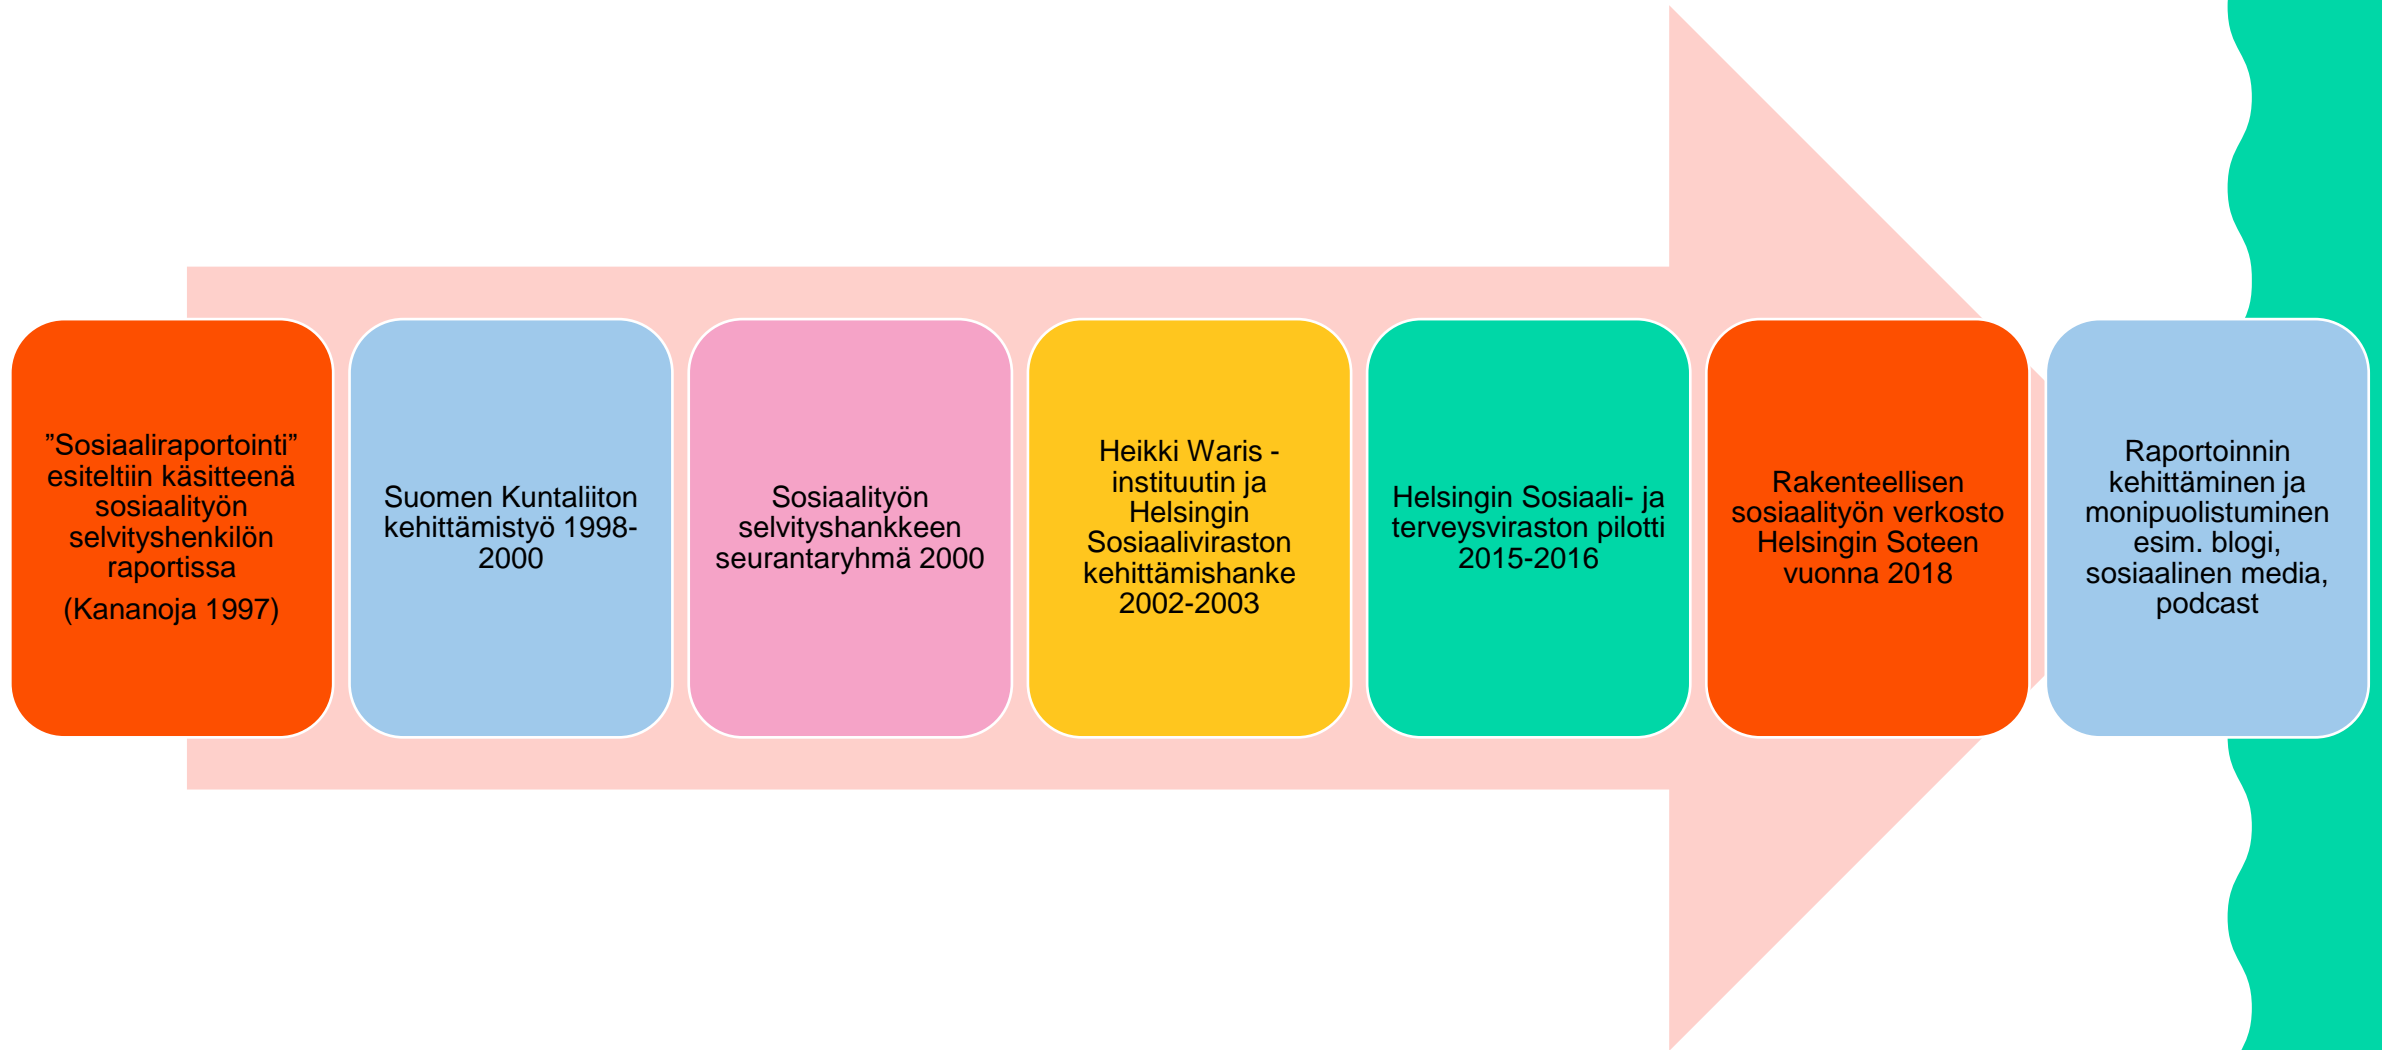 ”Sosiaaliraportointi”
esiteltiin käsitteenä
sosiaalityön
selvityshenkilön
raportissa
(Kananoja 1997)
Suomen Kuntaliiton
kehittämistyö 1998-
2000
Sosiaalityön
selvityshankkeen
seurantaryhmä 2000
Heikki Waris -
instituutin ja
Helsingin
Sosiaaliviraston
kehittämishanke
2002-2003
Helsingin Sosiaali- ja
terveysviraston pilotti
2015-2016
Rakenteellisen
sosiaalityön verkosto
Helsingin Soteen
vuonna 2018
Raportoinnin
kehittäminen ja
monipuolistuminen
esim. blogi,
sosiaalinen media,
podcast